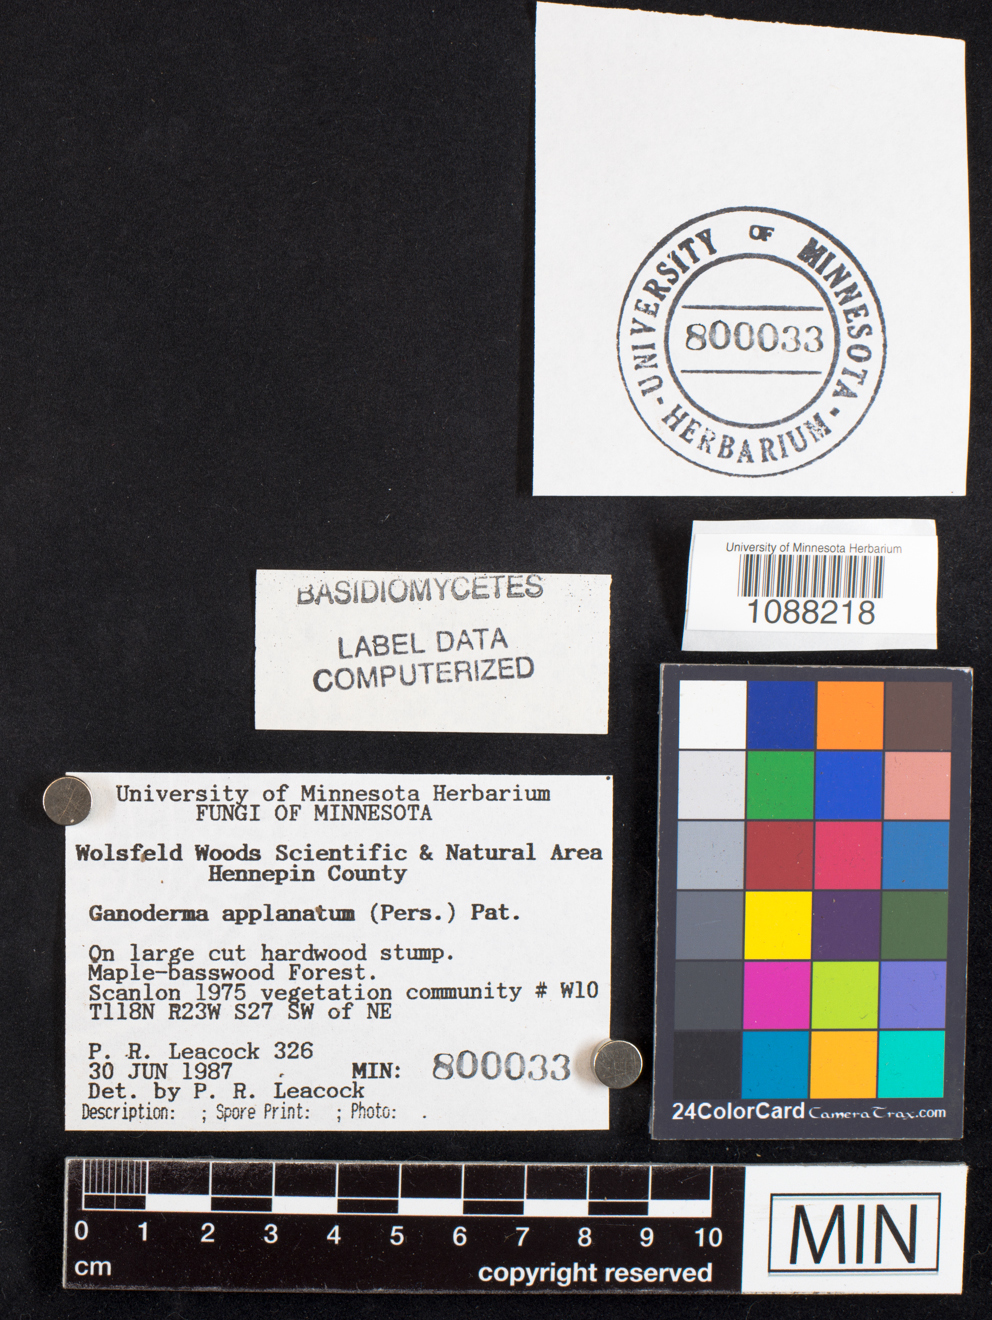 UNIVERSITY OF MINNESOTA
800033
- HERBARIUM -
University of Minnesota Herbarium
1088218
BASIDIOMYCETES
LABEL DATA
COMPUTERIZED
University of Minnesota Herbarium
FUNGI OF MINNESOTA
Wolsfeld Woods Scientific & Natural Area
Hennepin County
Ganoderma applanatum (Pers.) Pat.
On large cut hardwood stump.
Maple-basswood Forest.
Scanlon 1975 vegetation community # W10
T118N R23W S27 SW of NE
P. R. Leacock 326
30 JUN 1987 MIN: 800033
Det. by P. R. Leacock
Description: ; Spore Print: ; Photo: .
24ColorCard CameraTrax.com
0 1 2 3 4 5 6 7 8 9 10
cm
copyright reserved
MIN